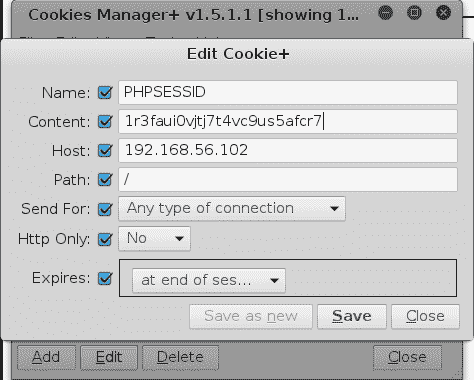 Cookies Manager+ v1.5.1.1 [showing 1...
Edit Cookie+
Name: PHPSESSID
Content: 1r3faui0vjtj7t4vc9us5afcr7
Host: 192.168.56.102
Path: /
Send For: Any type of connection
Http Only: No
Expires: at end of ses...
Save as new Save Close
Add Edit Delete Close